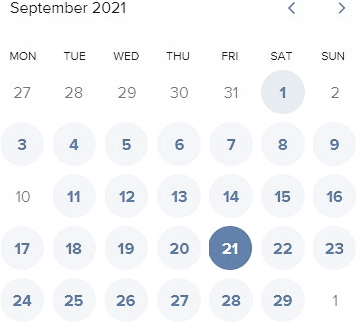 September 2021
MON TUE WED THU FRI SAT SUN
27 28 29 30 31 1 2
3 4 5 6 7 8 9
10 11 12 13 14 15 16
17 18 19 20 21 22 23
24 25 26 27 28 29 1